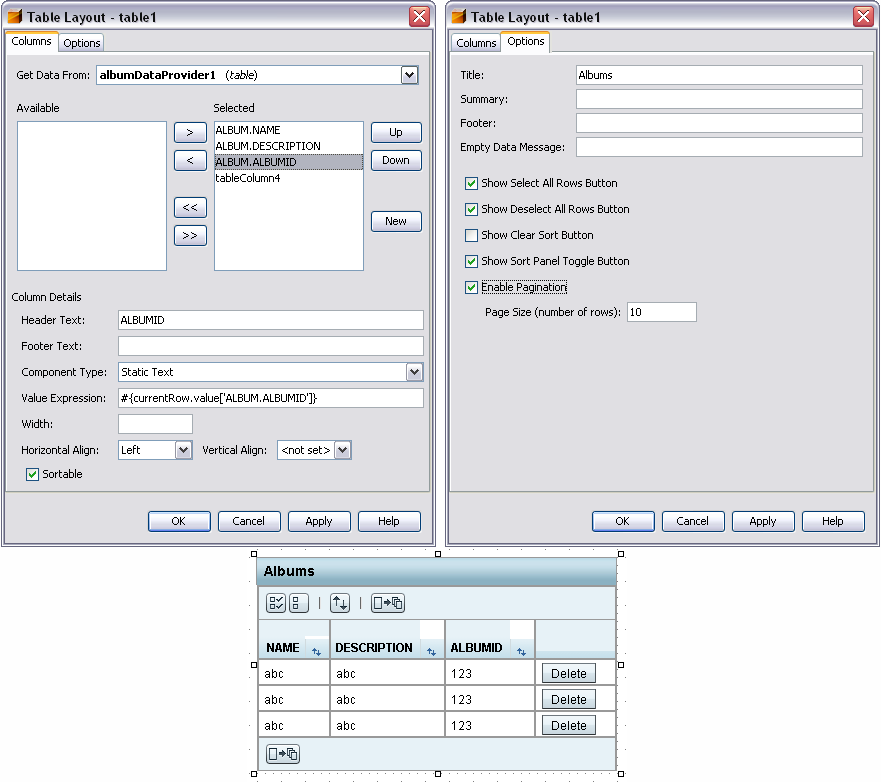 Table Layout - table1
Columns Options
Get Data From: albumDataProvider1 (table)
Available Selected
> ALBUM.NAME Up
ALBUM.DESCRIPTION
< ALBUM.ALBUMID Down
tableColumn4
<<
New
>>
Column Details
Header Text: ALBUMID
Footer Text:
Component Type: Static Text
Value Expression: #{currentRow.value['ALBUM.ALBUMID']}
Width:
Horizontal Align: Left Vertical Align: <not set>
Sortable
OK Cancel Apply Help
Table Layout - table1
Columns Options
Title: Albums
Summary:
Footer:
Empty Data Message:
Show Select All Rows Button
Show Deselect All Rows Button
Show Clear Sort Button
Show Sort Panel Toggle Button
Enable Pagination
Page Size (number of rows): 10
OK Cancel Apply Help
Albums
NAME DESCRIPTION ALBUMID
abc abc 123 Delete
abc abc 123 Delete
abc abc 123 Delete